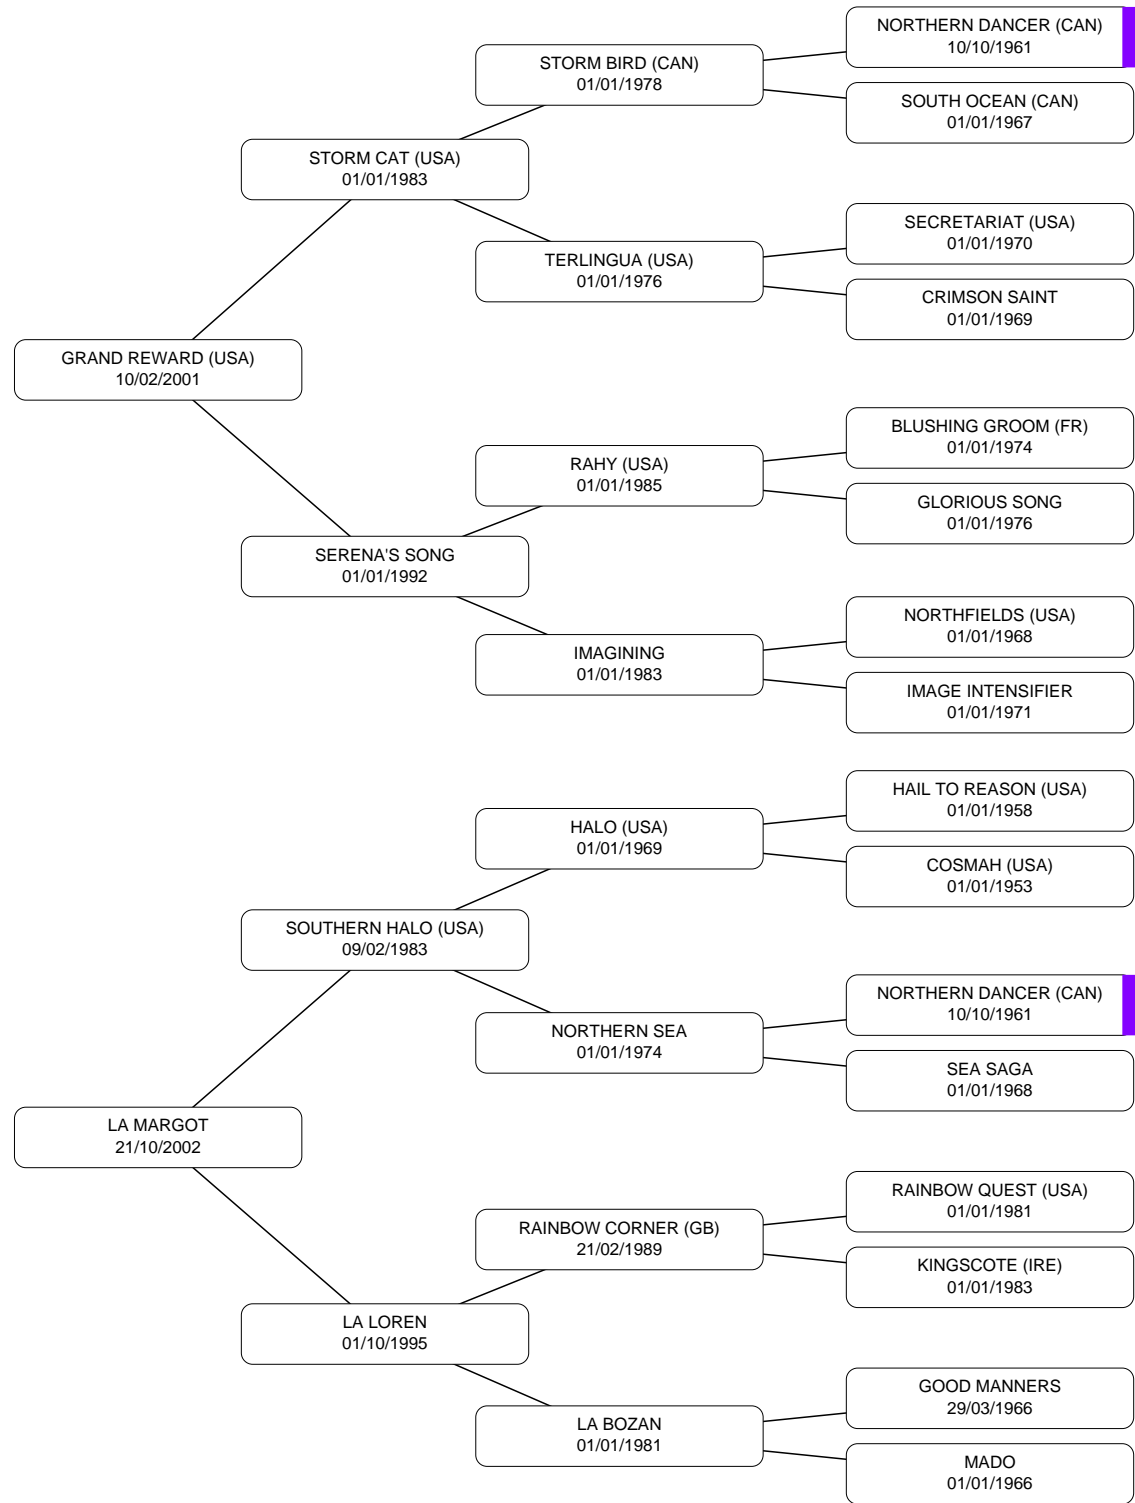 NORTHERN DANCER (CAN)
10/10/1961
STORM BIRD (CAN)
01/01/1978
SOUTH OCEAN (CAN)
01/01/1967
STORM CAT (USA)
01/01/1983
SECRETARIAT (USA)
01/01/1970
TERLINGUA (USA)
01/01/1976
CRIMSON SAINT
01/01/1969
GRAND REWARD (USA)
10/02/2001
BLUSHING GROOM (FR)
01/01/1974
RAHY (USA)
01/01/1985
GLORIOUS SONG
01/01/1976
SERENA'S SONG
01/01/1992
NORTHFIELDS (USA)
01/01/1968
IMAGINING
01/01/1983
IMAGE INTENSIFIER
01/01/1971
HAIL TO REASON (USA)
01/01/1958
HALO (USA)
01/01/1969
COSMAH (USA)
01/01/1953
SOUTHERN HALO (USA)
09/02/1983
NORTHERN DANCER (CAN)
10/10/1961
NORTHERN SEA
01/01/1974
SEA SAGA
01/01/1968
LA MARGOT
21/10/2002
RAINBOW QUEST (USA)
01/01/1981
RAINBOW CORNER (GB)
21/02/1989
KINGSCOTE (IRE)
01/01/1983
LA LOREN
01/10/1995
GOOD MANNERS
29/03/1966
LA BOZAN
01/01/1981
MADO
01/01/1966